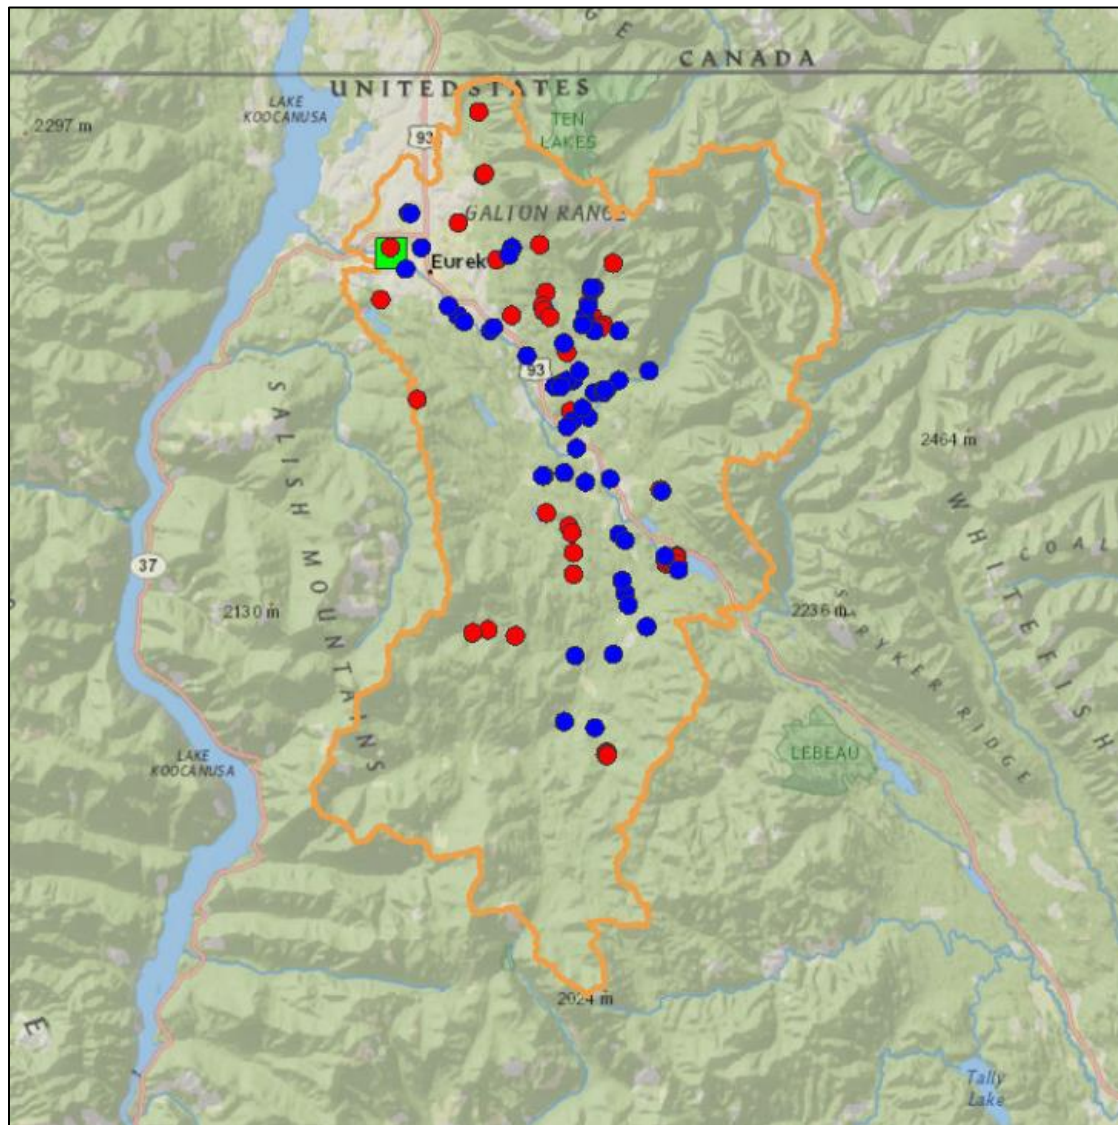 GE
CANADA
UNITED STATES
LAKE
KOOCANUSA
2297 m
93
TEN
LAKES
GALTON RANGE
Eurek
93
SALISH MOUNTAINS
2464 m
WHITEFISH
COAL
37
2130 m
2236 m
STRYKER RIDGE
LAKE
KOOCANUSA
LEBEAU
2024 m
E
Tally
Lake